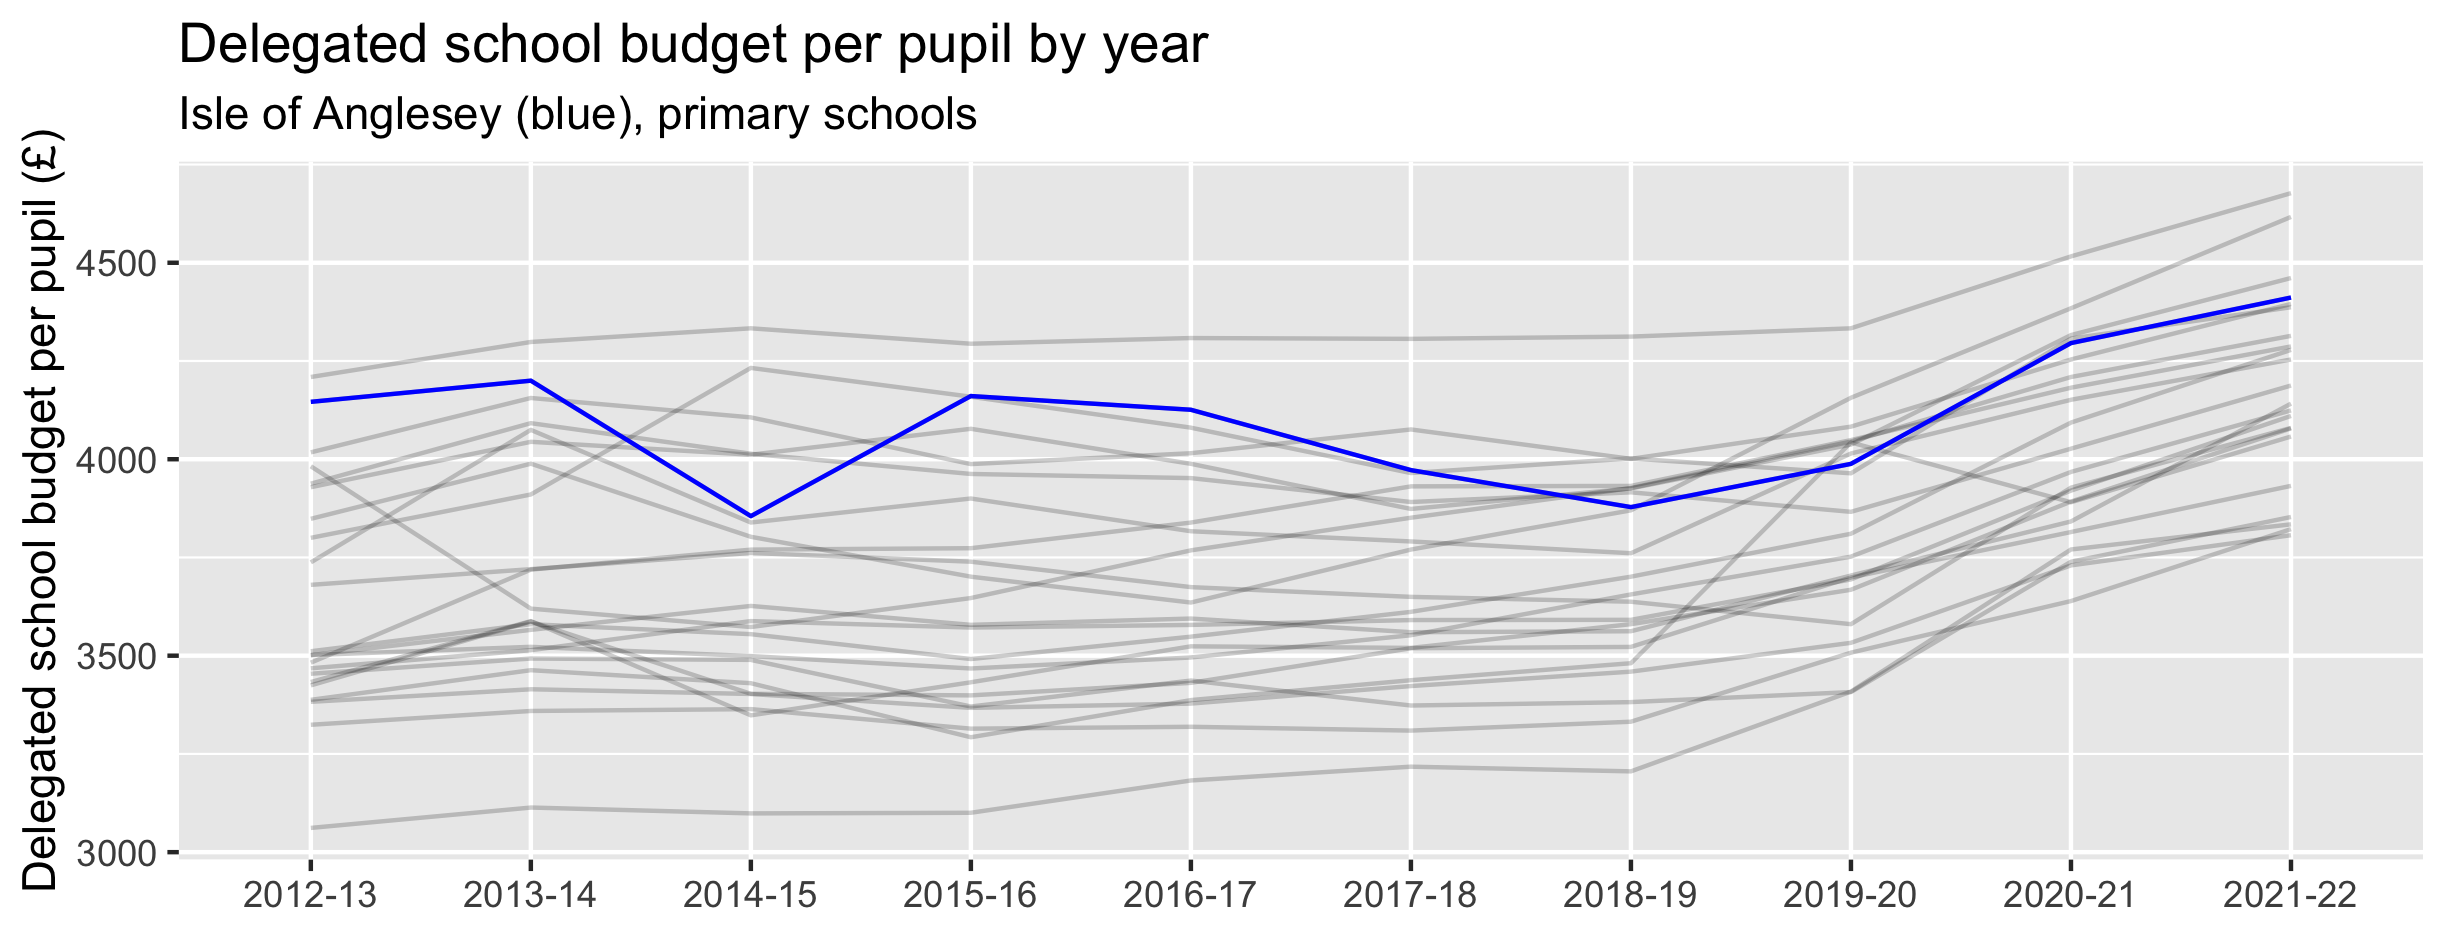 Delegated school budget per pupil by year
Isle of Anglesey (blue), primary schools
Delegated school budget per pupil (£)
4500
4000
3500
3000
2012-13 2013-14 2014-15 2015-16 2016-17 2017-18 2018-19 2019-20 2020-21 2021-22